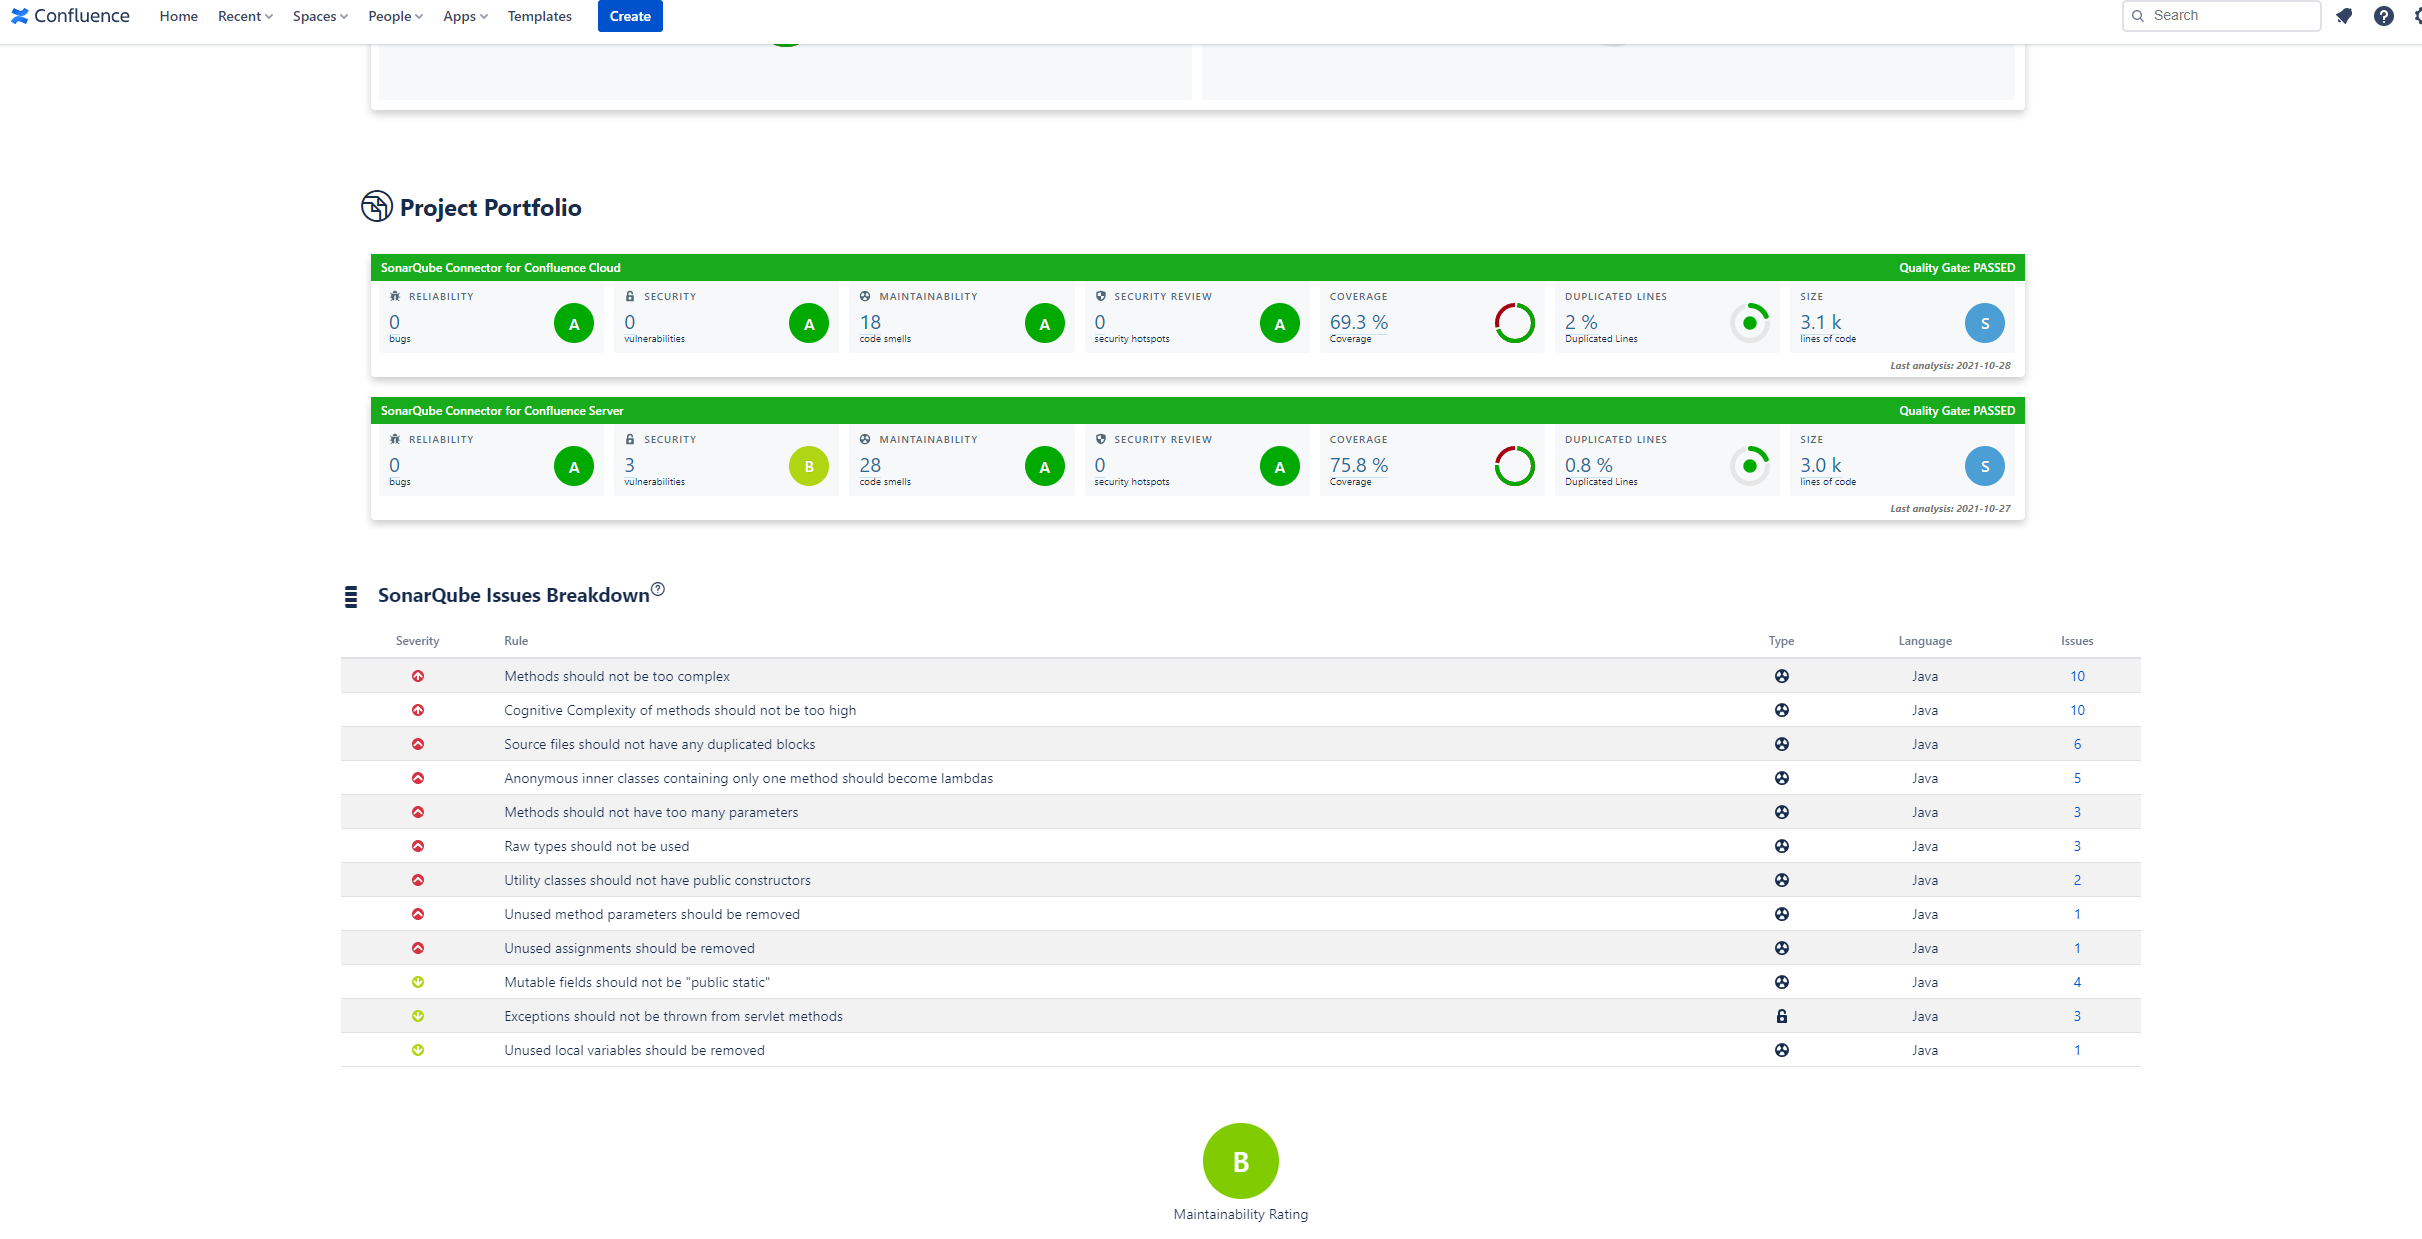 Confluence Home Recent Spaces People Apps Templates Create Search
Project Portfolio
SonarQube Connector for Confluence Cloud Quality Gate: PASSED
RELIABILITY SECURITY MAINTAINABILITY SECURITY REVIEW COVERAGE DUPLICATED LINES SIZE
0 A 0 A 18 A 0 A 69.3 % 2 % 3.1 k S
bugs vulnerabilities code smells security hotspots Coverage Duplicated Lines lines of code
Last analysis: 2021-10-28
SonarQube Connector for Confluence Server Quality Gate: PASSED
RELIABILITY SECURITY MAINTAINABILITY SECURITY REVIEW COVERAGE DUPLICATED LINES SIZE
0 A 3 B 28 A 0 A 75.8 % 0.8 % 3.0 k S
bugs vulnerabilities code smells security hotspots Coverage Duplicated Lines lines of code
Last analysis: 2021-10-27
SonarQube Issues Breakdown
Severity Rule Type Language Issues
Methods should not be too complex Java 10
Cognitive Complexity of methods should not be too high Java 10
Source files should not have any duplicated blocks Java 6
Anonymous inner classes containing only one method should become lambdas Java 5
Methods should not have too many parameters Java 3
Raw types should not be used Java 3
Utility classes should not have public constructors Java 2
Unused method parameters should be removed Java 1
Unused assignments should be removed Java 1
Mutable fields should not be "public static" Java 4
Exceptions should not be thrown from servlet methods Java 3
Unused local variables should be removed Java 1
B
Maintainability Rating